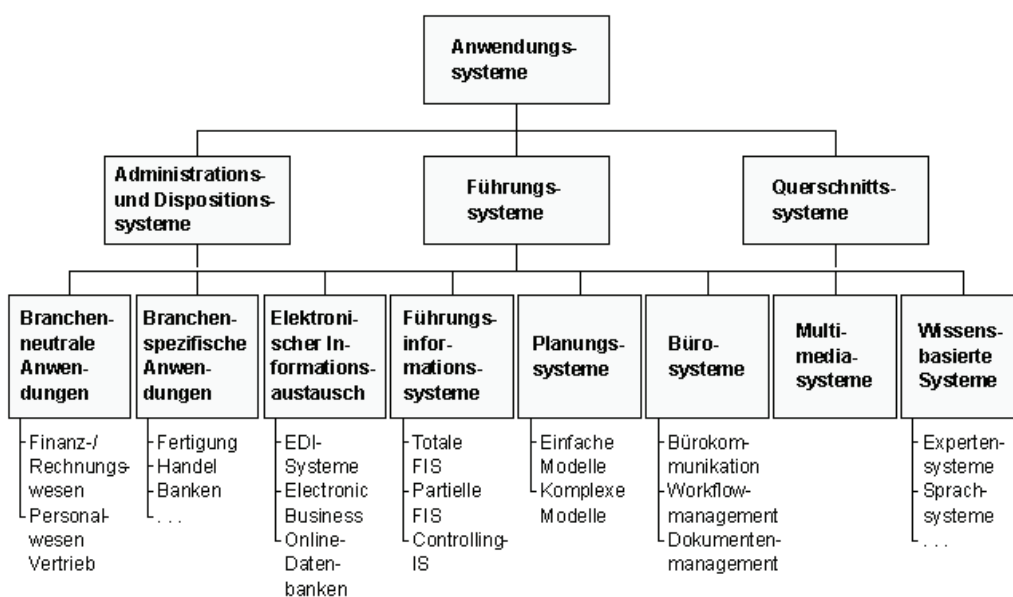 Anwendungs-
systeme
Administrations-
und Dispositions-
systeme
Führungs-
systeme
Querschnitts-
systeme
Branchen-
neutrale
Anwen-
dungen
Branchen-
spezifische
Anwen-
dungen
Elektroni-
scher In-
formations-
austausch
Führungs-
infor-
mations-
systeme
Planungs-
systeme
Büro-
systeme
Multi-
media-
systeme
Wissens-
basierte
Systeme
Finanz-/
Rechnungs-
wesen
Personal-
wesen
Vertrieb
Fertigung
Handel
Banken
. . .
EDI-
Systeme
Electronic
Business
Online-
Daten-
banken
Totale
FIS
Partielle
FIS
Controlling-
IS
Einfache
Modelle
Komplexe
Modelle
Bürokom-
munikation
Workflow-
management
Dokumenten-
management
Experten-
systeme
Sprach-
systeme
. . .